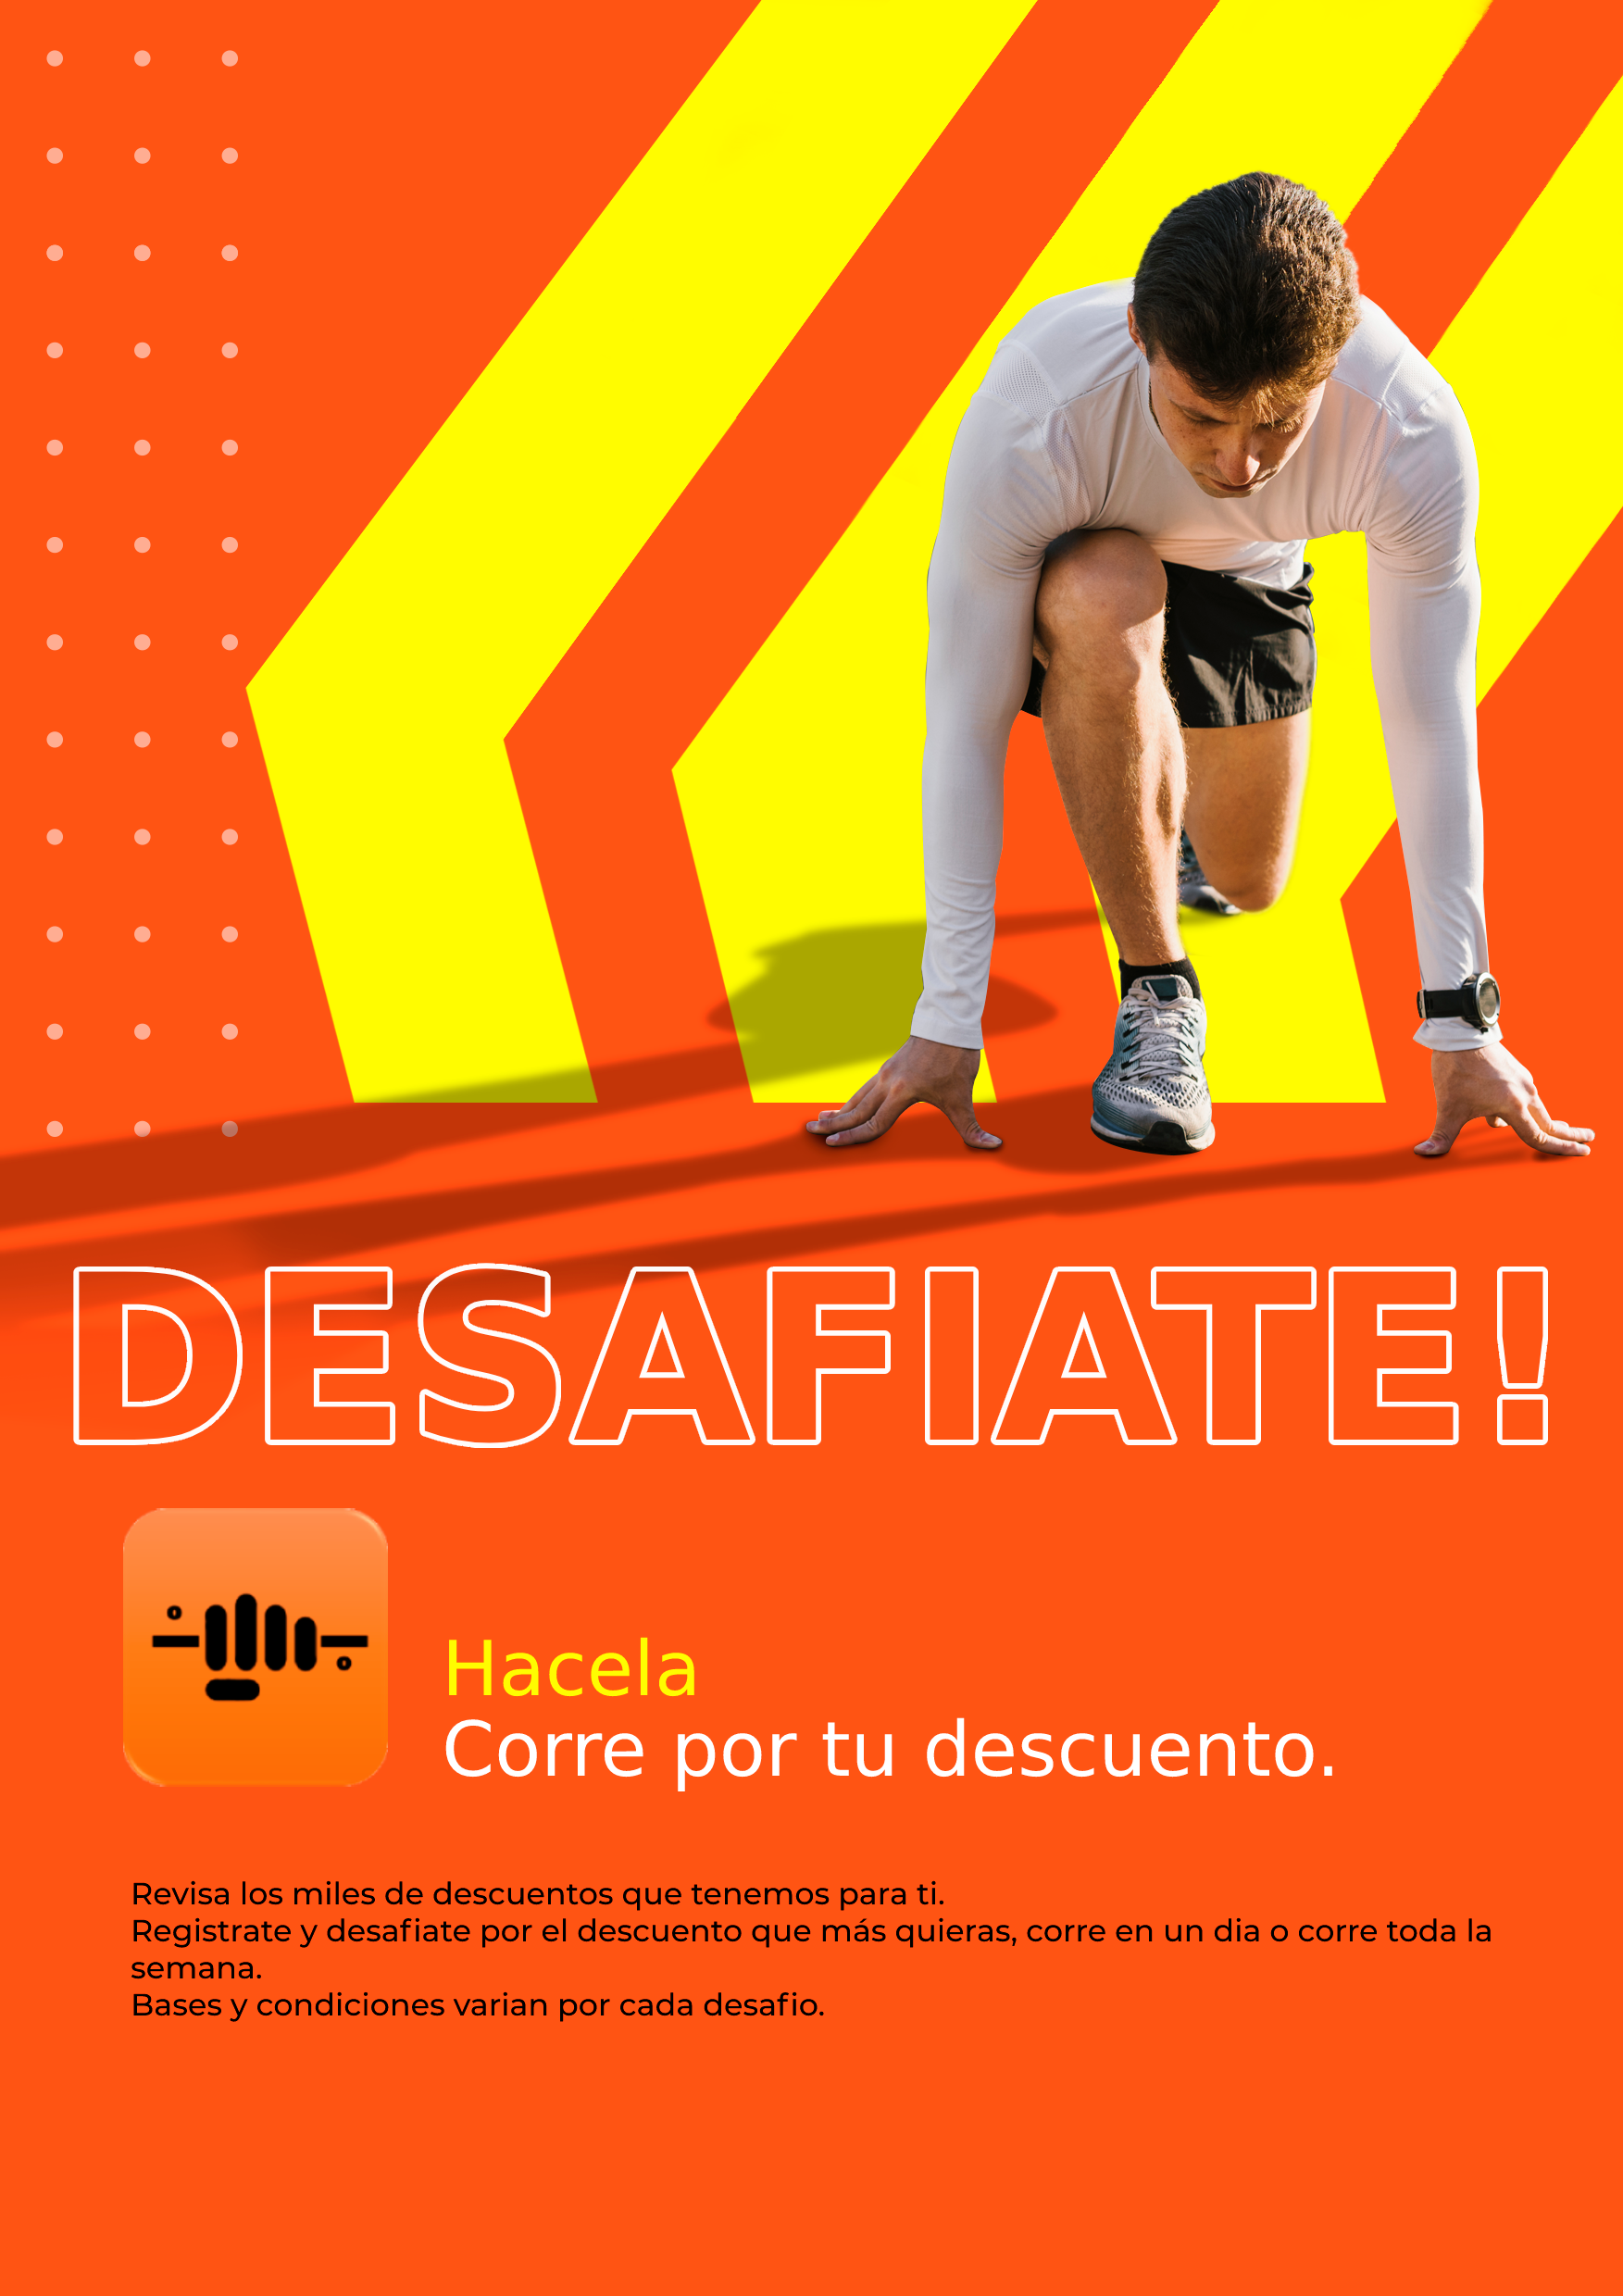 DESAFIATE!
Hacela
Corre por tu descuento.
Revisa los miles de descuentos que tenemos para ti.
Registrate y desafiate por el descuento que más quieras, corre en un dia o corre toda la
semana.
Bases y condiciones varian por cada desafio.